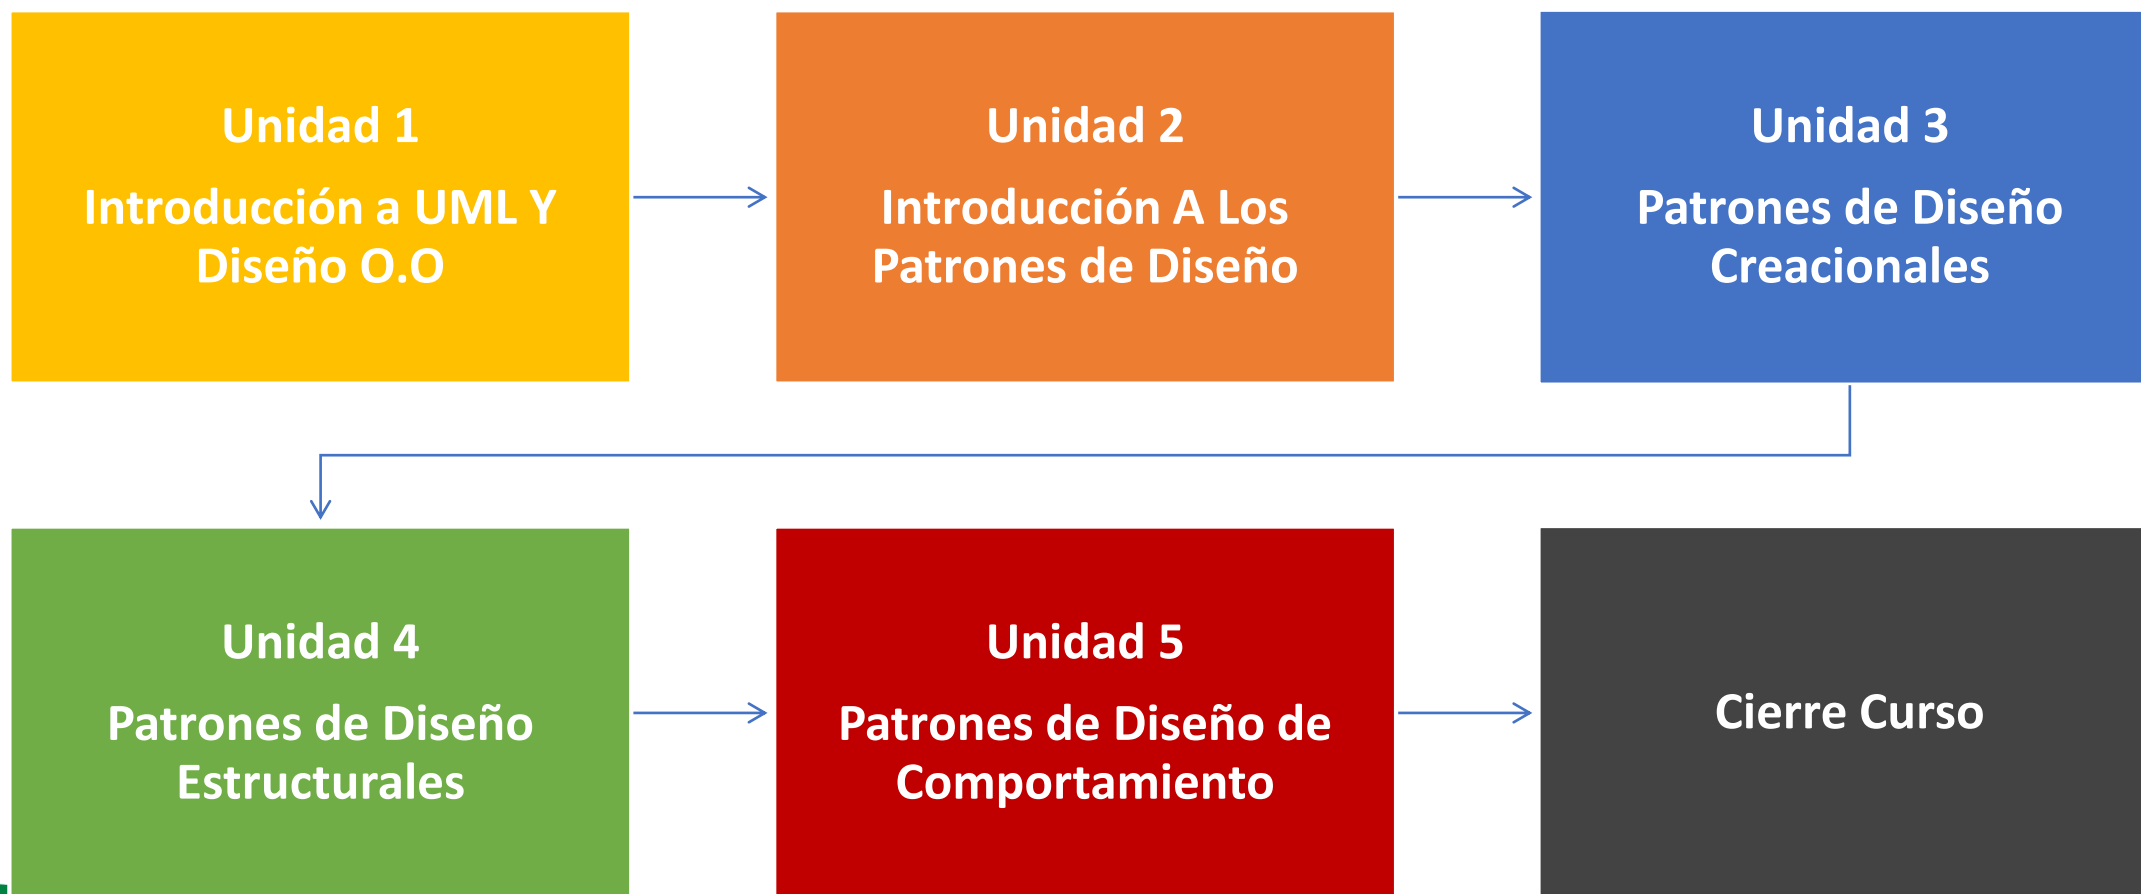 Unidad 1
Introducción a UML Y
Diseño O.O
Unidad 2
Introducción A Los
Patrones de Diseño
Unidad 3
Patrones de Diseño
Creacionales
Unidad 4
Patrones de Diseño
Estructurales
Unidad 5
Patrones de Diseño de
Comportamiento
Cierre Curso